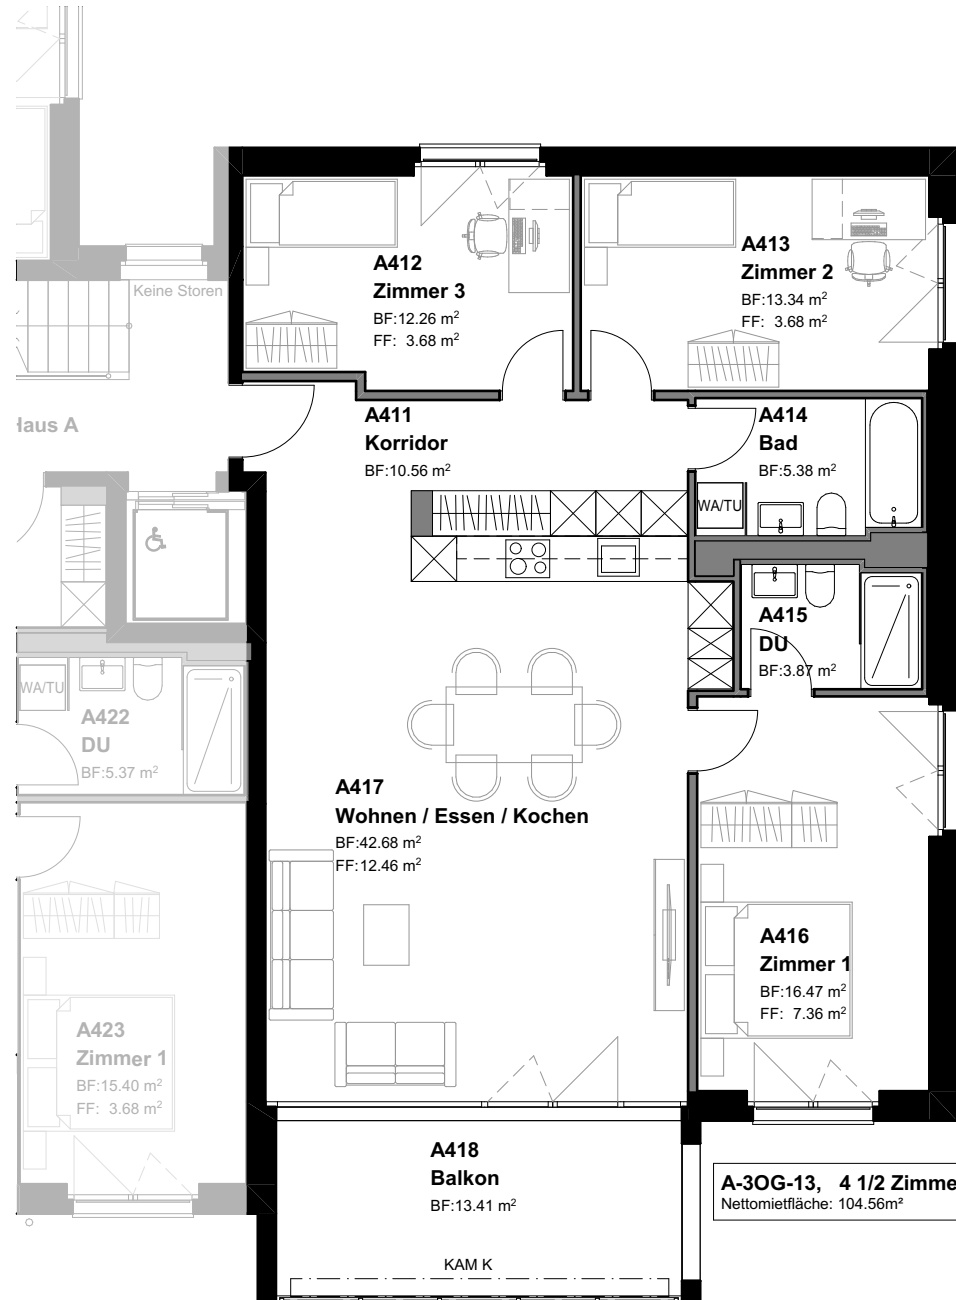 A412
Zimmer 3
BF:12.26 m²
FF: 3.68 m²
A413
Zimmer 2
BF:13.34 m²
FF: 3.68 m²
Keine Storen
Haus A
A411
Korridor
BF:10.56 m²
A414
Bad
BF:5.38 m²
WA/TU
A415
DU
BF:3.87 m²
WA/TU
A422
DU
BF:5.37 m²
A417
Wohnen / Essen / Kochen
BF:42.68 m²
FF:12.46 m²
A416
Zimmer 1
BF:16.47 m²
FF: 7.36 m²
A423
Zimmer 1
BF:15.40 m²
FF: 3.68 m²
A418
Balkon
BF:13.41 m²
A-3OG-13, 4 1/2 Zimme
Nettomietfläche: 104.56m²
KAM K